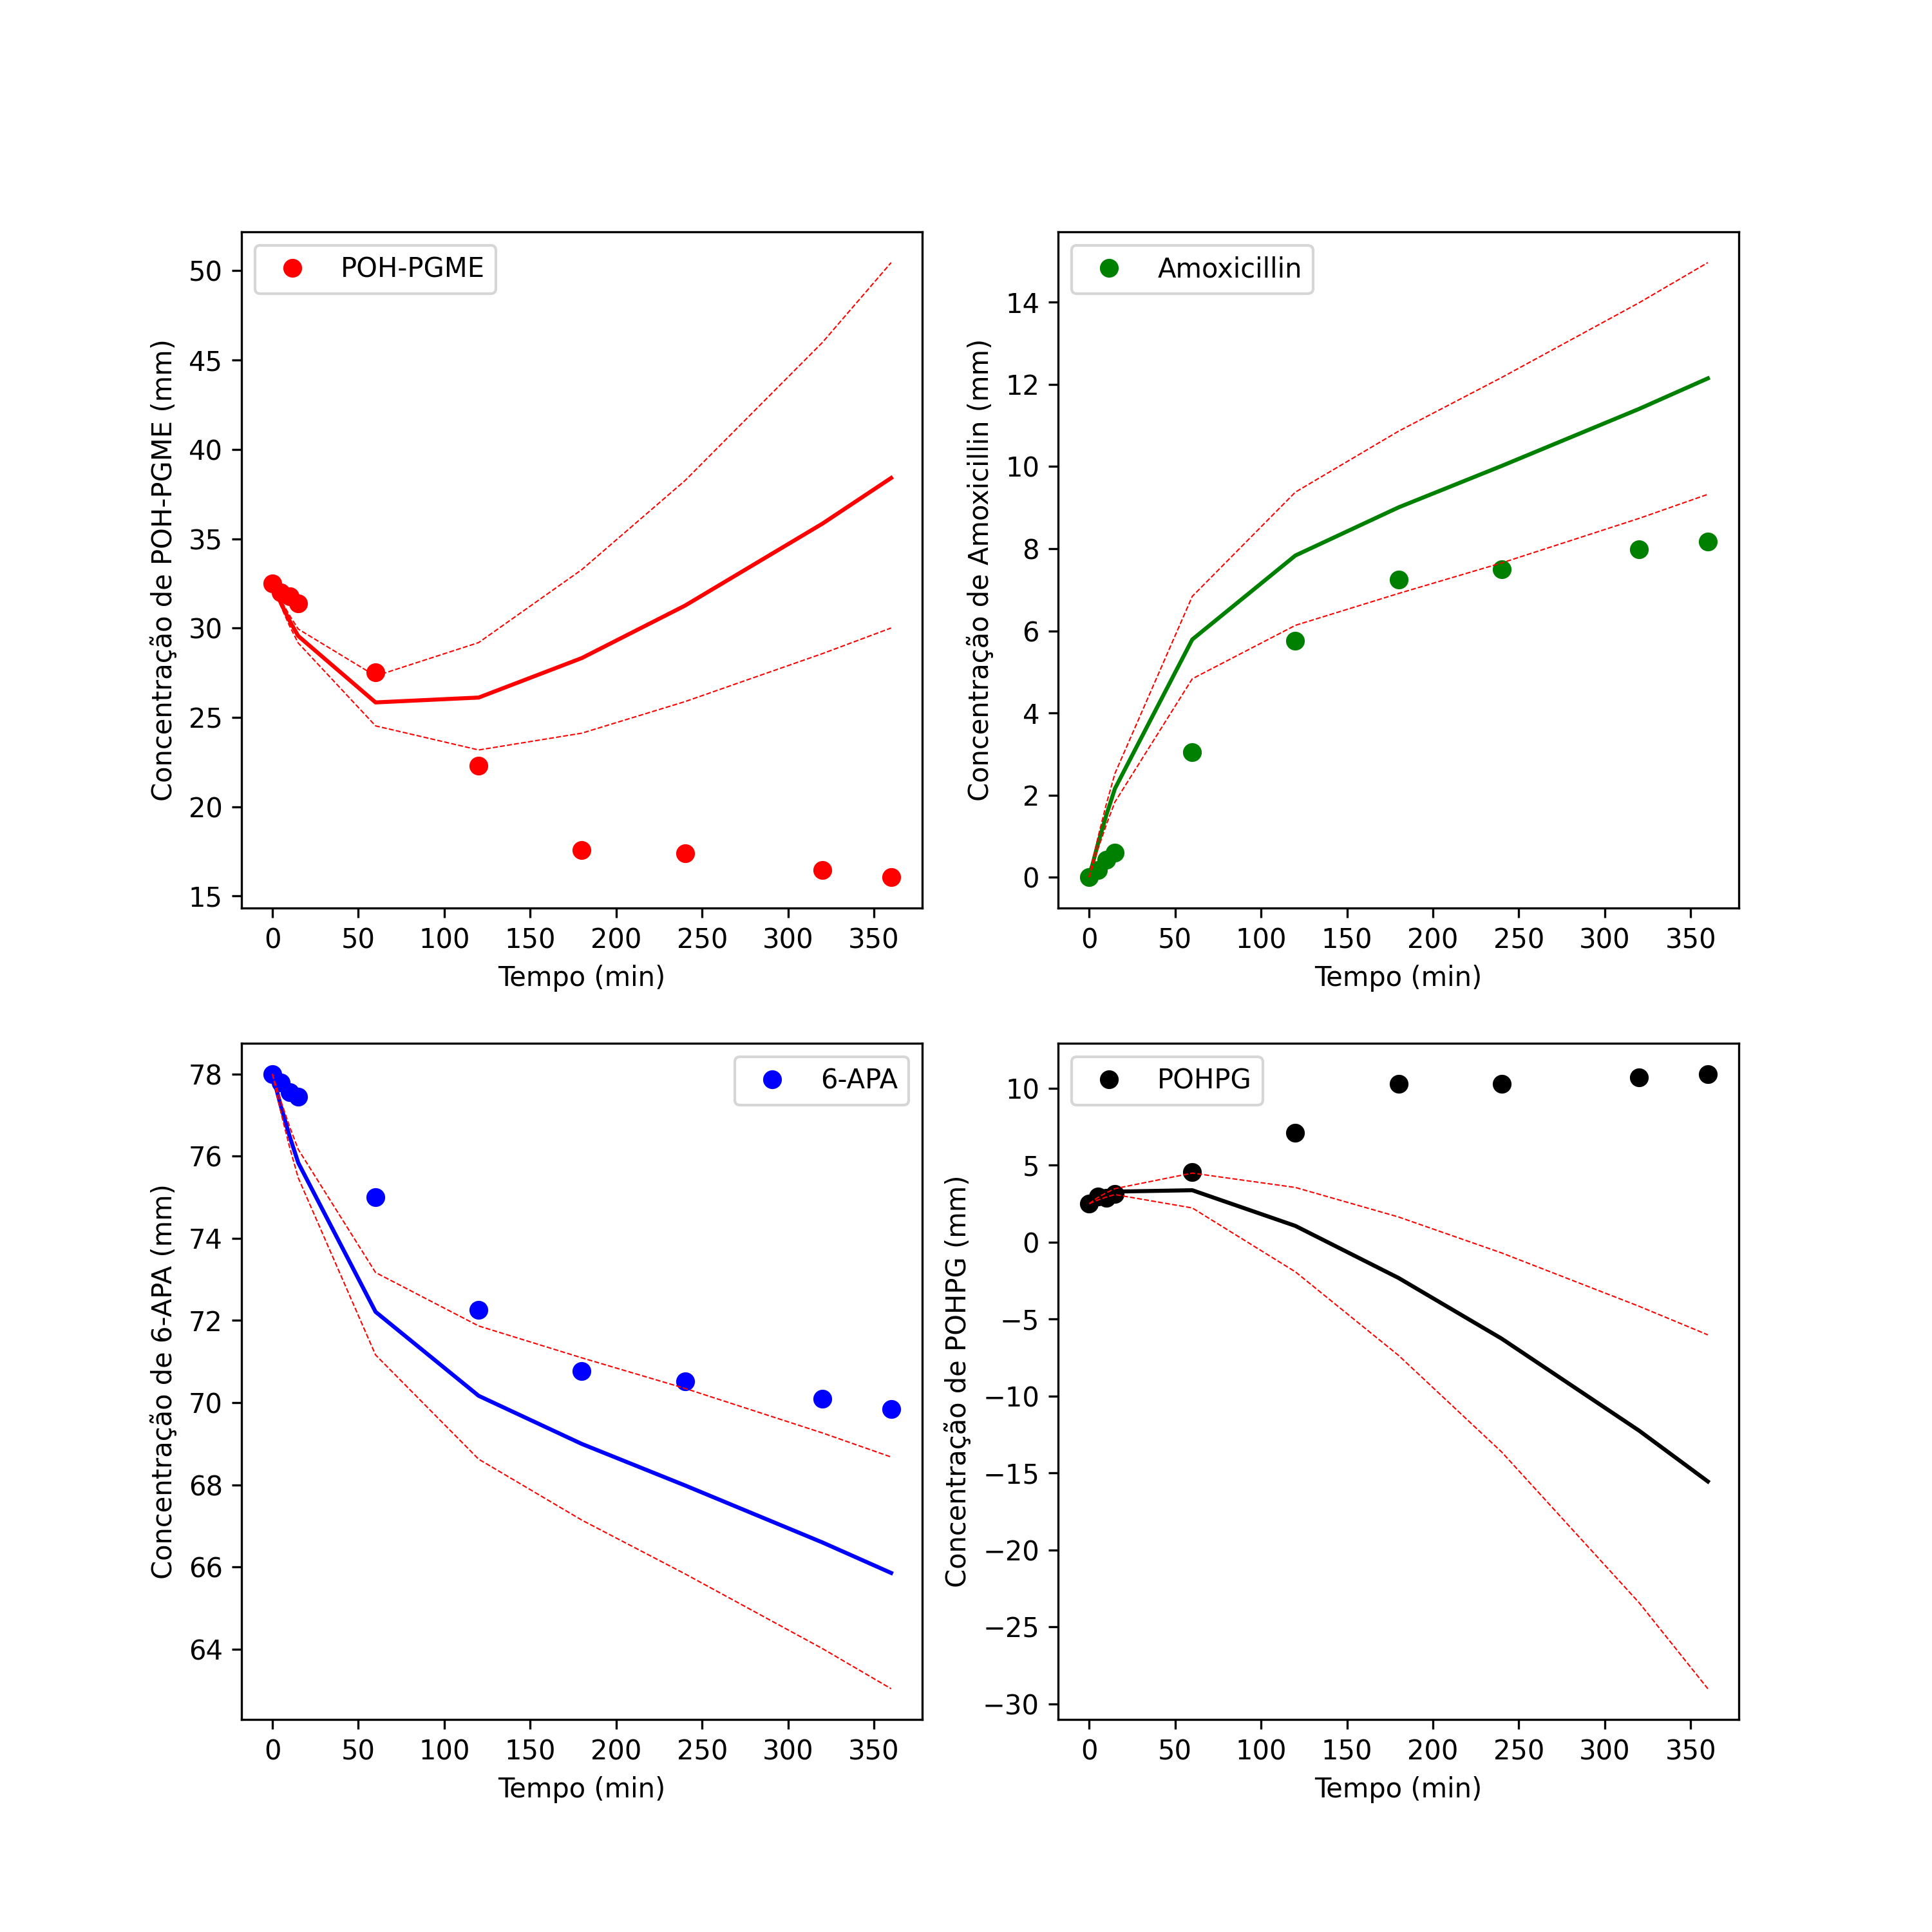 POH-PGME
50
45
40
35
30
25
20
15
Concentração de POH-PGME (mm)
0 50 100 150 200 250 300 350
Tempo (min)
Amoxicillin
14
12
10
8
6
4
2
0
Concentração de Amoxicillin (mm)
0 50 100 150 200 250 300 350
Tempo (min)
6-APA
78
76
74
72
70
68
66
64
Concentração de 6-APA (mm)
0 50 100 150 200 250 300 350
Tempo (min)
POHPG
10
5
0
−5
−10
−15
−20
−25
−30
Concentração de POHPG (mm)
0 50 100 150 200 250 300 350
Tempo (min)